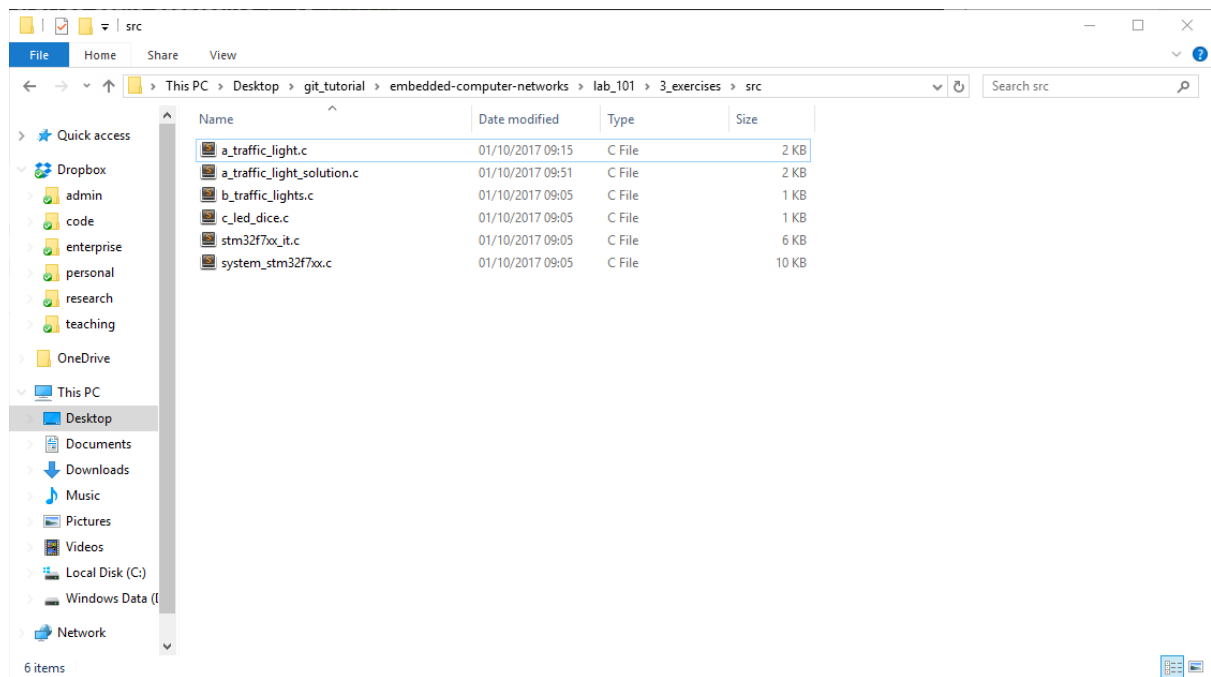 src
File Home Share View
This PC > Desktop > git_tutorial > embedded-computer-networks > lab_101 > 3_exercises > src
Search src
Name Date modified Type Size
Quick access
Dropbox
admin
code
enterprise
personal
research
teaching
OneDrive
This PC
Desktop
Documents
Downloads
Music
Pictures
Videos
Local Disk (C:)
Windows Data (
Network
a_traffic_light.c 01/10/2017 09:15 C File 2 KB
a_traffic_light_solution.c 01/10/2017 09:51 C File 2 KB
b_traffic_lights.c 01/10/2017 09:05 C File 1 KB
c_led_dice.c 01/10/2017 09:05 C File 1 KB
stm32f7xx_it.c 01/10/2017 09:05 C File 6 KB
system_stm32f7xx.c 01/10/2017 09:05 C File 10 KB
6 items